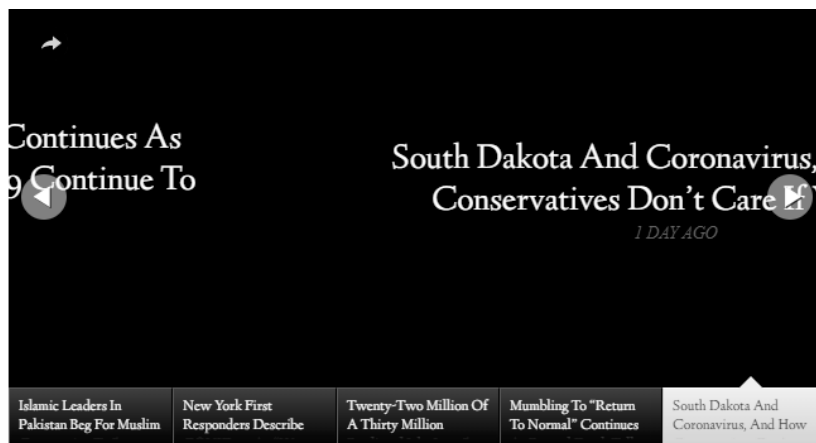 Continues As
9 Continue To
South Dakota And Coronavirus,
Conservatives Don't Care If
1 DAY AGO
Islamic Leaders In
Pakistan Beg For Muslim
New York First
Responders Describe
Twenty-Two Million Of
A Thirty Million
Mumbling To “Return
To Normal” Continues
South Dakota And
Coronavirus, And How